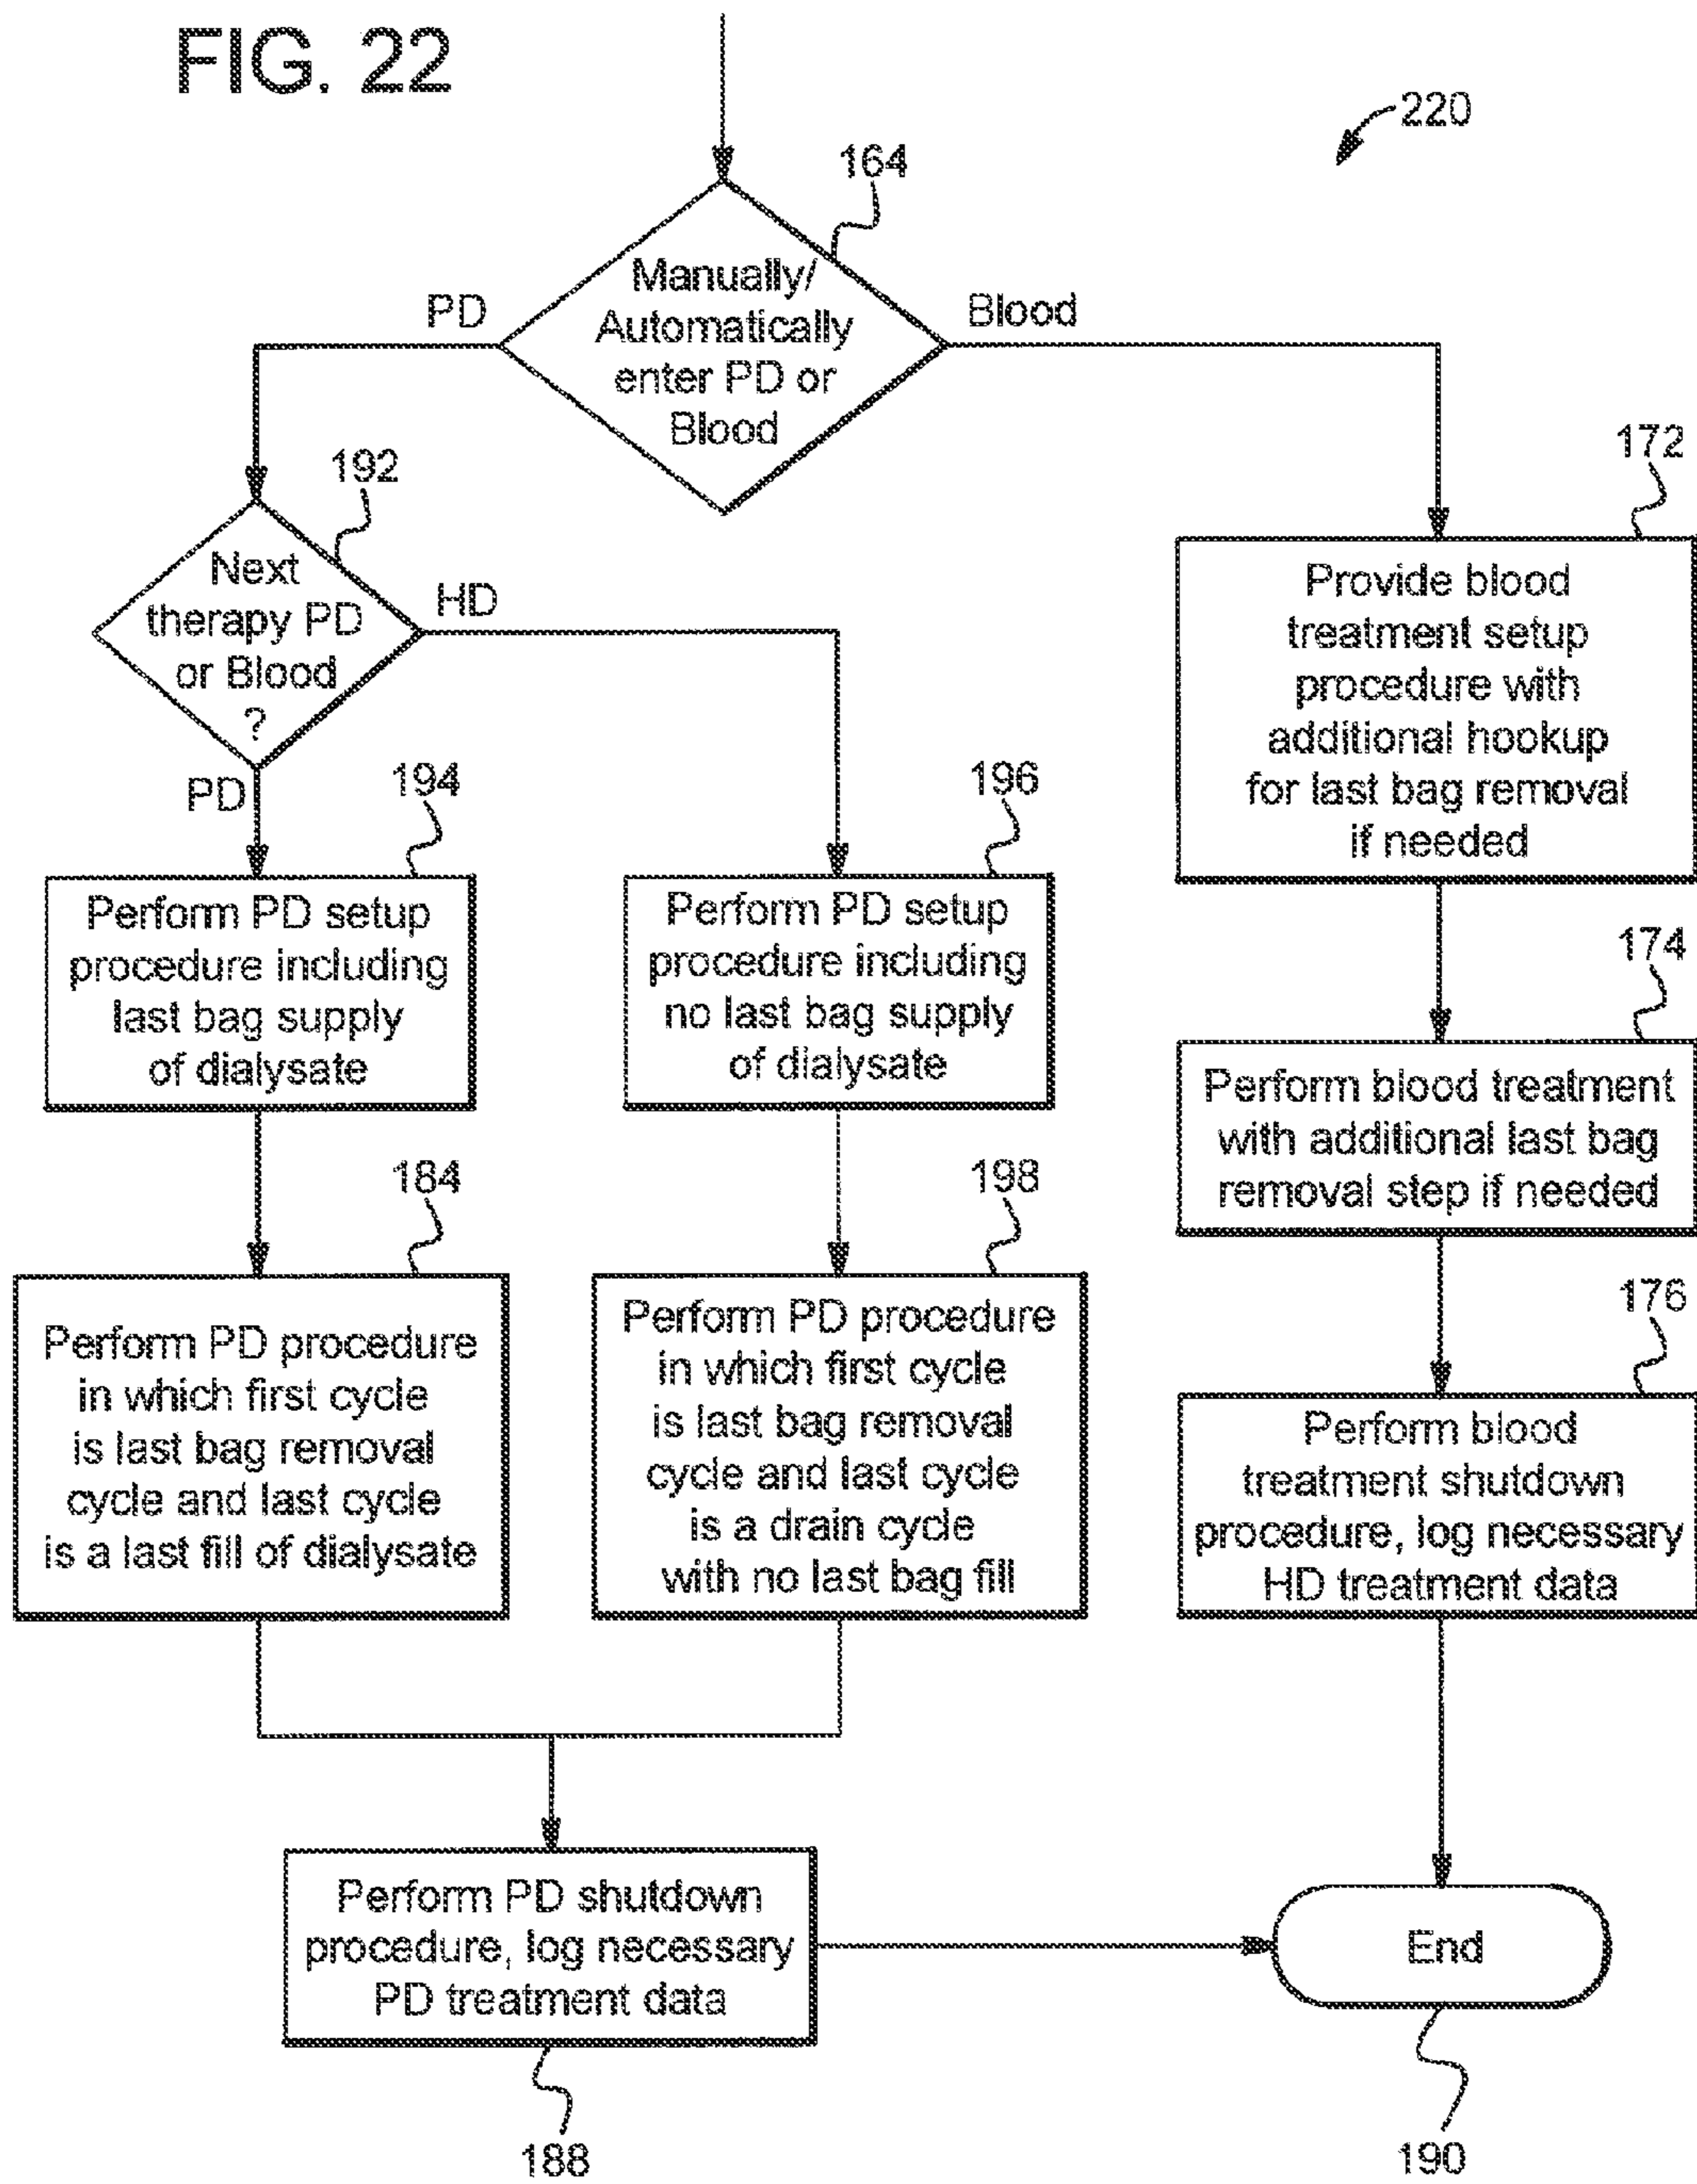 FIG. 22
220
164
Manually/
Automatically
enter PD or
Blood
PD
Blood
192
Next
therapy PD
or Blood
?
HD
PD
172
Provide blood
treatment setup
procedure with
additional hookup
for last bag removal
if needed
194
Perform PD setup
procedure including
last bag supply
of dialysate
196
Perform PD setup
procedure including
no last bag supply
of dialysate
174
Perform blood treatment
with additional last bag
removal step if needed
184
Perform PD procedure
in which first cycle
is last bag removal
cycle and last cycle
is a last fill of dialysate
198
Perform PD procedure
in which first cycle
is last bag removal
cycle and last cycle
is a drain cycle
with no last bag fill
176
Perform blood
treatment shutdown
procedure, log necessary
HD treatment data
Perform PD shutdown
procedure, log necessary
PD treatment data
188
End
190